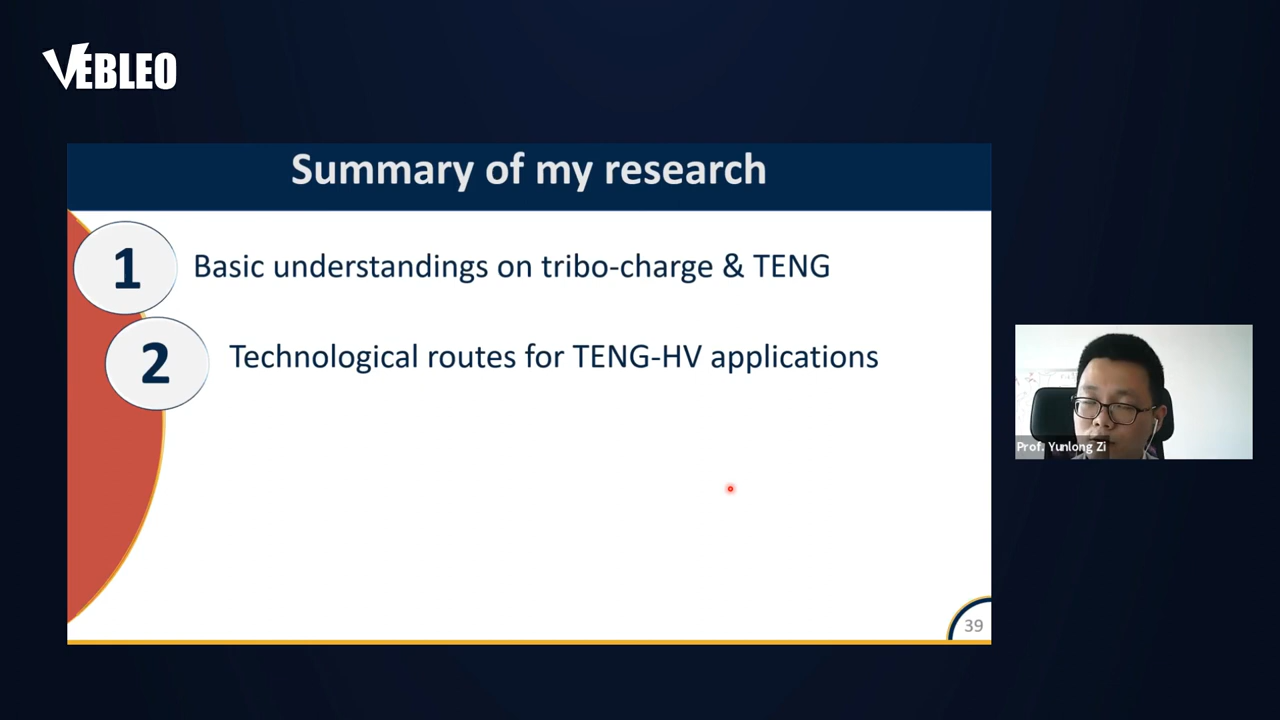 VEBLEO
Summary of my research
1
Basic understandings on tribo-charge & TENG
2
Technological routes for TENG-HV applications
Prof. Yunlong Zi
39